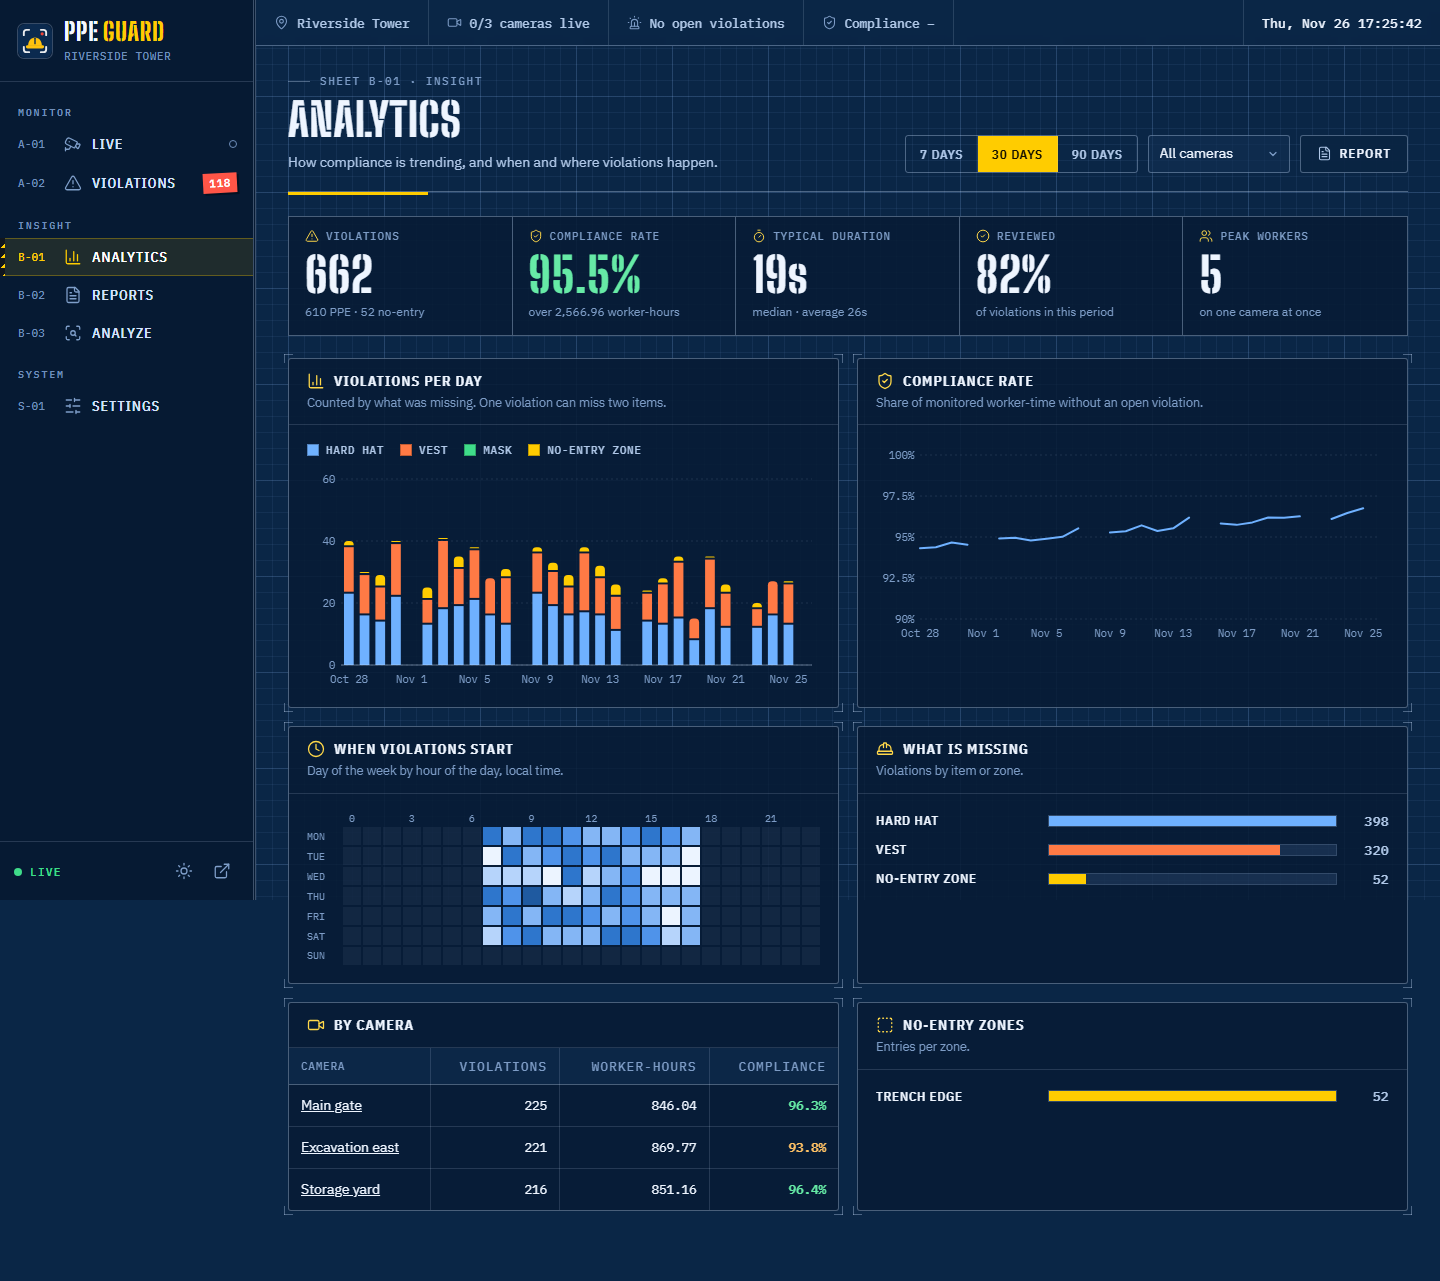 PPE GUARD
RIVERSIDE TOWER
Riverside Tower
0/3 cameras live
No open violations
Compliance –
Thu, Nov 26 17:25:42
MONITOR
A-01 LIVE
A-02 VIOLATIONS 118
INSIGHT
B-01 ANALYTICS
B-02 REPORTS
B-03 ANALYZE
SYSTEM
S-01 SETTINGS
LIVE
SHEET B-01 · INSIGHT
ANALYTICS
How compliance is trending, and when and where violations happen.
7 DAYS 30 DAYS 90 DAYS All cameras REPORT
VIOLATIONS
662
610 PPE · 52 no-entry
COMPLIANCE RATE
95.5%
over 2,566.96 worker-hours
TYPICAL DURATION
19s
median · average 26s
REVIEWED
82%
of violations in this period
PEAK WORKERS
5
on one camera at once
VIOLATIONS PER DAY
Counted by what was missing. One violation can miss two items.
HARD HAT VEST MASK NO-ENTRY ZONE
60
40
20
0
Oct 28 Nov 1 Nov 5 Nov 9 Nov 13 Nov 17 Nov 21 Nov 25
COMPLIANCE RATE
Share of monitored worker-time without an open violation.
100%
97.5%
95%
92.5%
90%
Oct 28 Nov 1 Nov 5 Nov 9 Nov 13 Nov 17 Nov 21 Nov 25
WHEN VIOLATIONS START
Day of the week by hour of the day, local time.
0 3 6 9 12 15 18 21
MON
TUE
WED
THU
FRI
SAT
SUN
WHAT IS MISSING
Violations by item or zone.
HARD HAT 398
VEST 320
NO-ENTRY ZONE 52
BY CAMERA
CAMERA VIOLATIONS WORKER-HOURS COMPLIANCE
Main gate 225 846.04 96.3%
Excavation east 221 869.77 93.8%
Storage yard 216 851.16 96.4%
NO-ENTRY ZONES
Entries per zone.
TRENCH EDGE 52